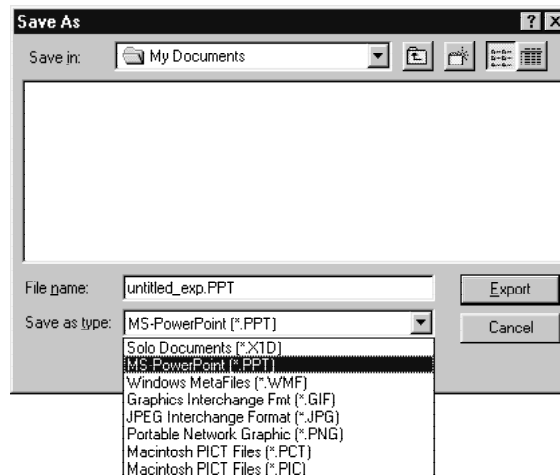 Save As
Save in: My Documents
File name: untitled_exp.PPT Export
Save as type: MS-PowerPoint (*.PPT) Cancel
Solo Documents (*.X1D)
MS-PowerPoint (*.PPT)
Windows MetaFiles (*.WMF)
Graphics Interchange Fmt (*.GIF)
JPEG Interchange Format (*.JPG)
Portable Network Graphic (*.PNG)
Macintosh PICT Files (*.PCT)
Macintosh PICT Files (*.PIC)